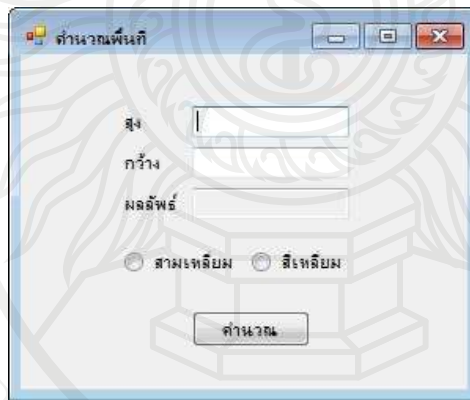 คำนวณพื้นที่
สูง
กว้าง
ผลลัพธ์
สามเหลี่ยม สี่เหลี่ยม
คำนวณ